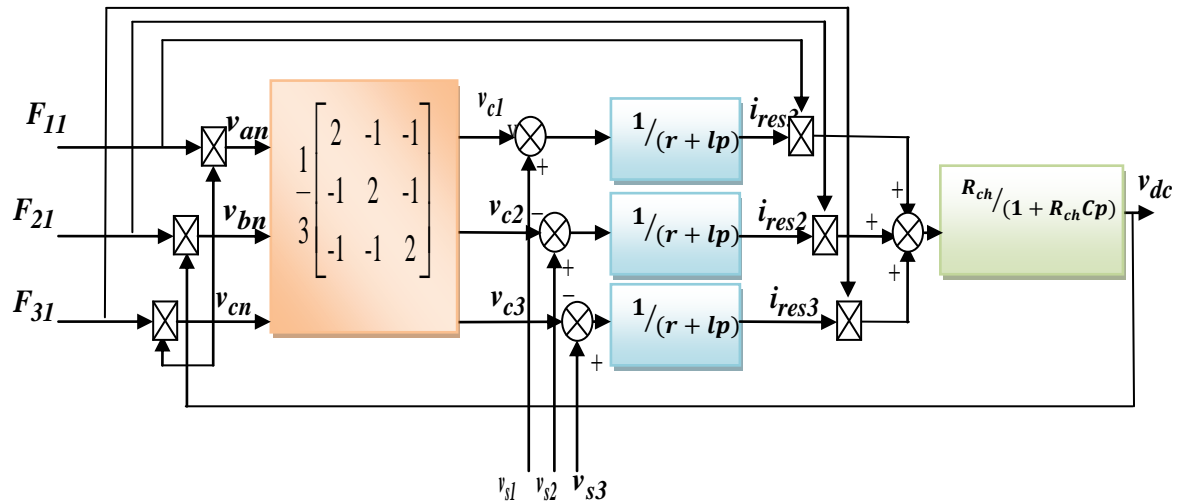 F11
F21
F31
van
vbn
vcn
1
3
2 -1 -1
-1 2 -1
-1 -1 2
vc1
vc2
vc3
v
+
-
+
-
+
1/(r + lp)
1/(r + lp)
1/(r + lp)
ires3
ires2
ires3
+
+
+
Rch/(1 + RchCp)
vdc
vs1
vs2
vs3